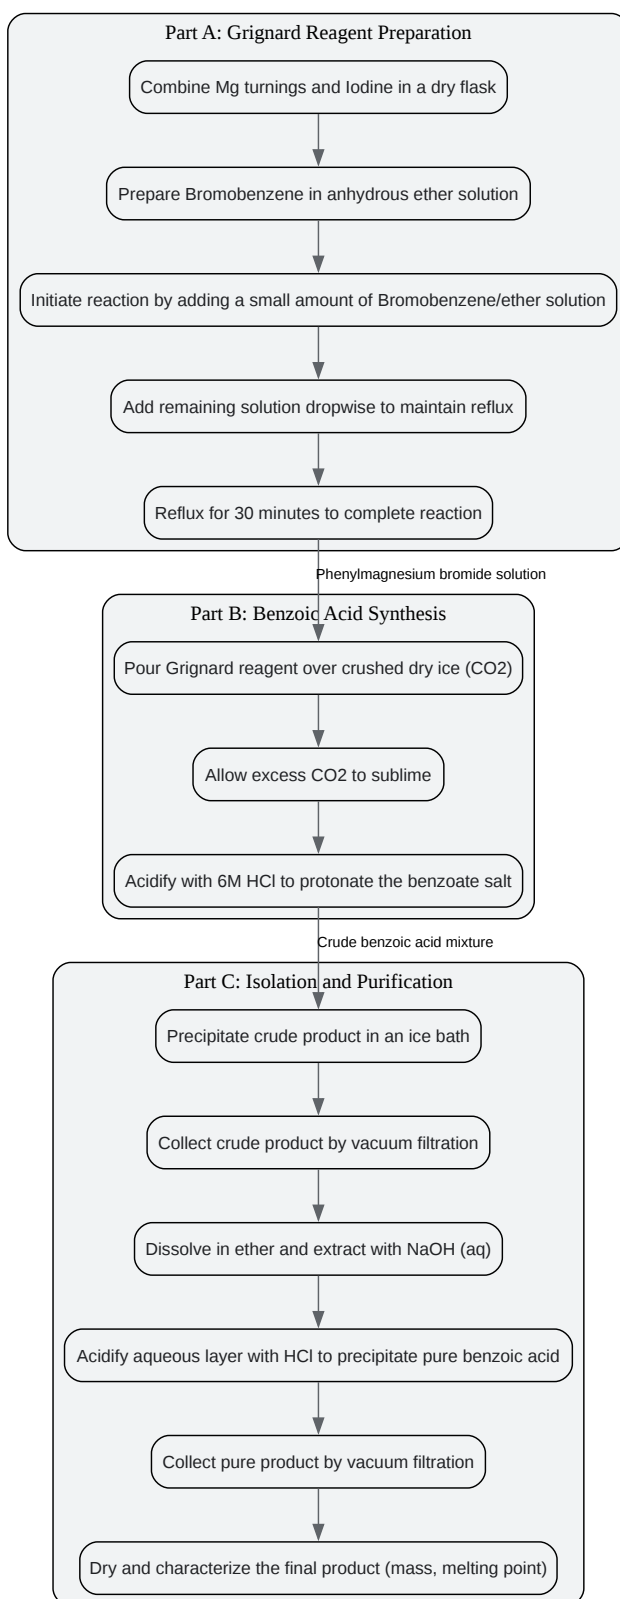 Part A: Grignard Reagent Preparation
Combine Mg turnings and Iodine in a dry flask
Prepare Bromobenzene in anhydrous ether solution
Initiate reaction by adding a small amount of Bromobenzene/ether solution
Add remaining solution dropwise to maintain reflux
Reflux for 30 minutes to complete reaction
Phenylmagnesium bromide solution
Part B: Benzoic Acid Synthesis
Pour Grignard reagent over crushed dry ice (CO2)
Allow excess CO2 to sublime
Acidify with 6M HCl to protonate the benzoate salt
Crude benzoic acid mixture
Part C: Isolation and Purification
Precipitate crude product in an ice bath
Collect crude product by vacuum filtration
Dissolve in ether and extract with NaOH (aq)
Acidify aqueous layer with HCl to precipitate pure benzoic acid
Collect pure product by vacuum filtration
Dry and characterize the final product (mass, melting point)